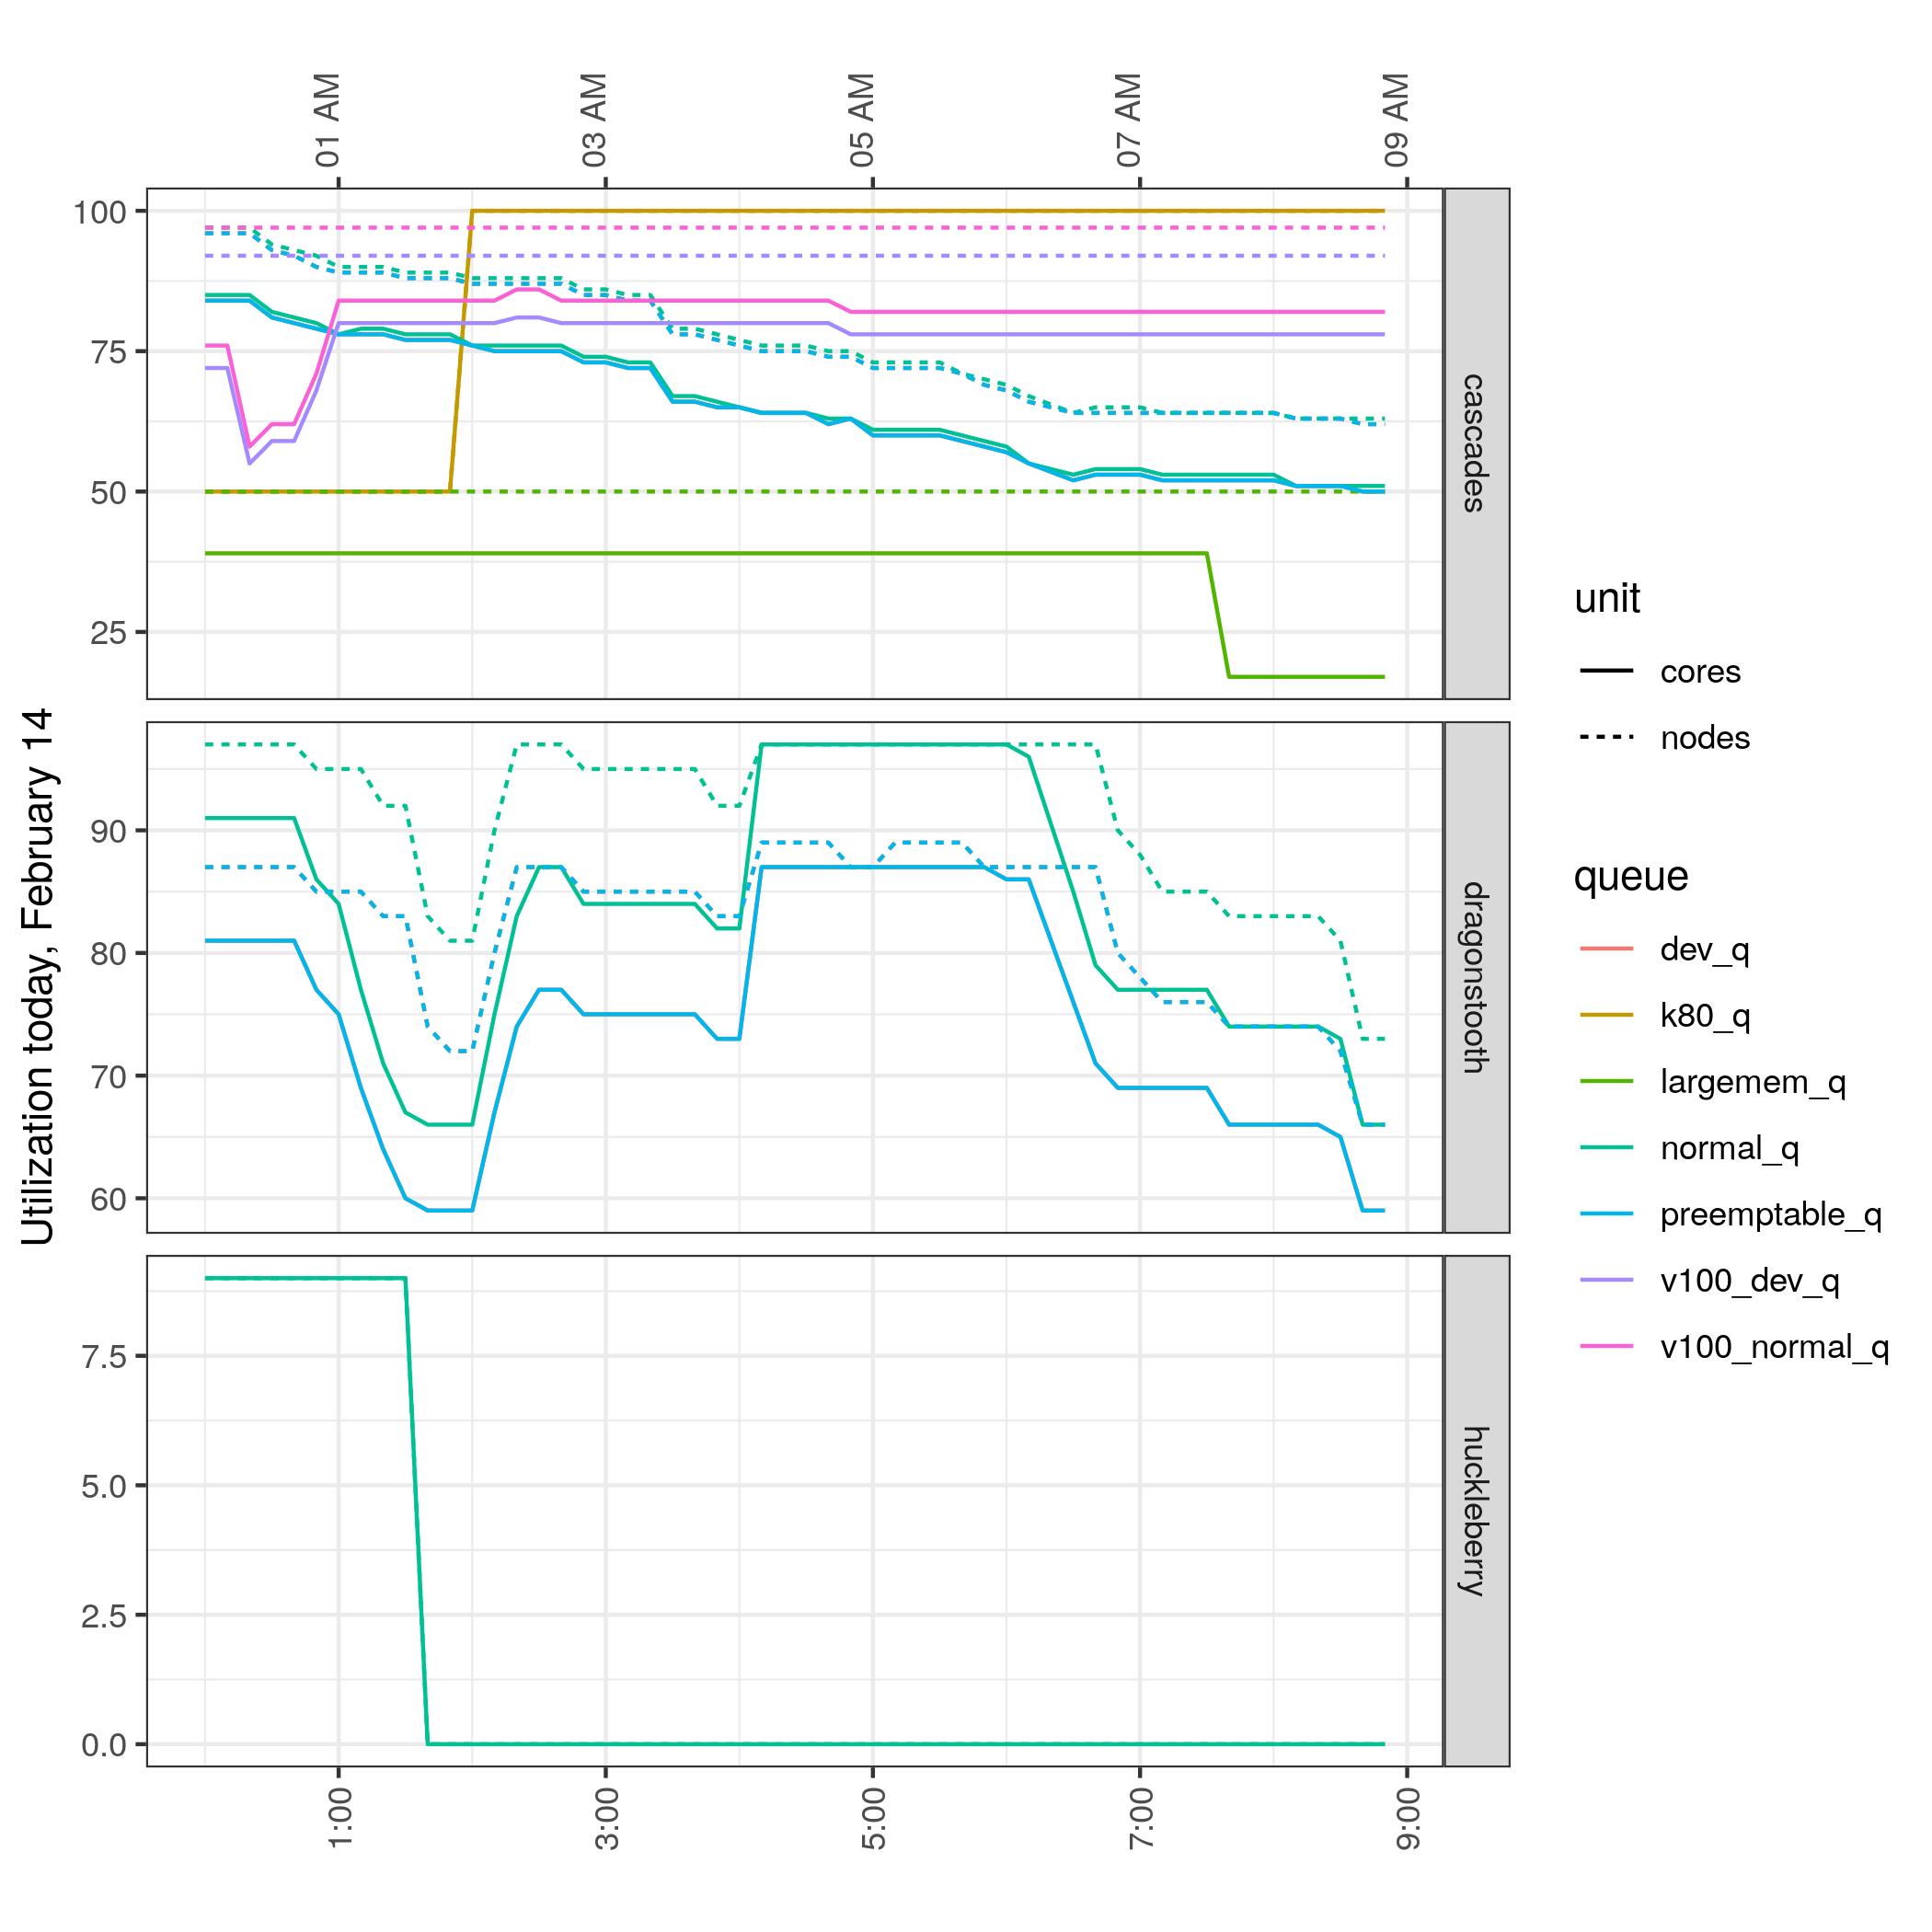 01 AM
03 AM
05 AM
07 AM
09 AM
Utilization today, February 14
100
75
50
25
cascades
90
80
70
60
dragonstooth
7.5
5.0
2.5
0.0
huckleberry
1:00
3:00
5:00
7:00
9:00
unit
cores
nodes
queue
dev_q
k80_q
largemem_q
normal_q
preemptable_q
v100_dev_q
v100_normal_q